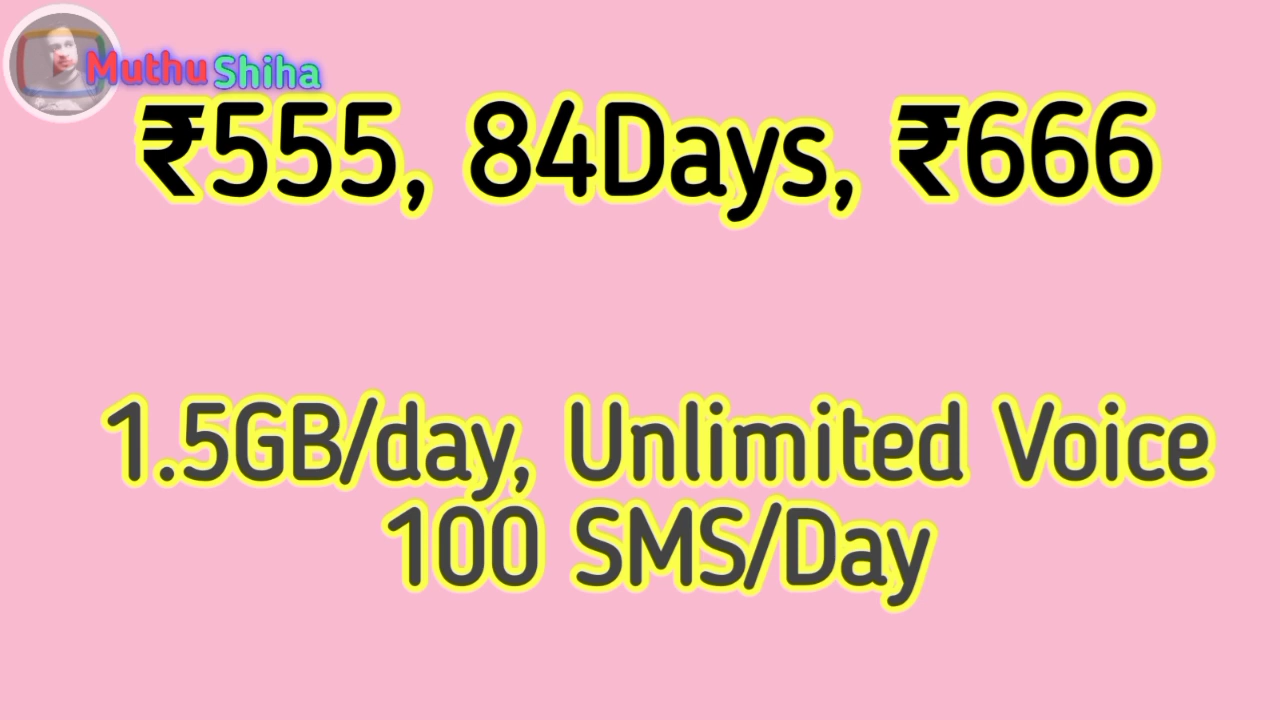 Muthu Shiha
₹555, 84Days, ₹666
1.5GB/day, Unlimited Voice
100 SMS/Day